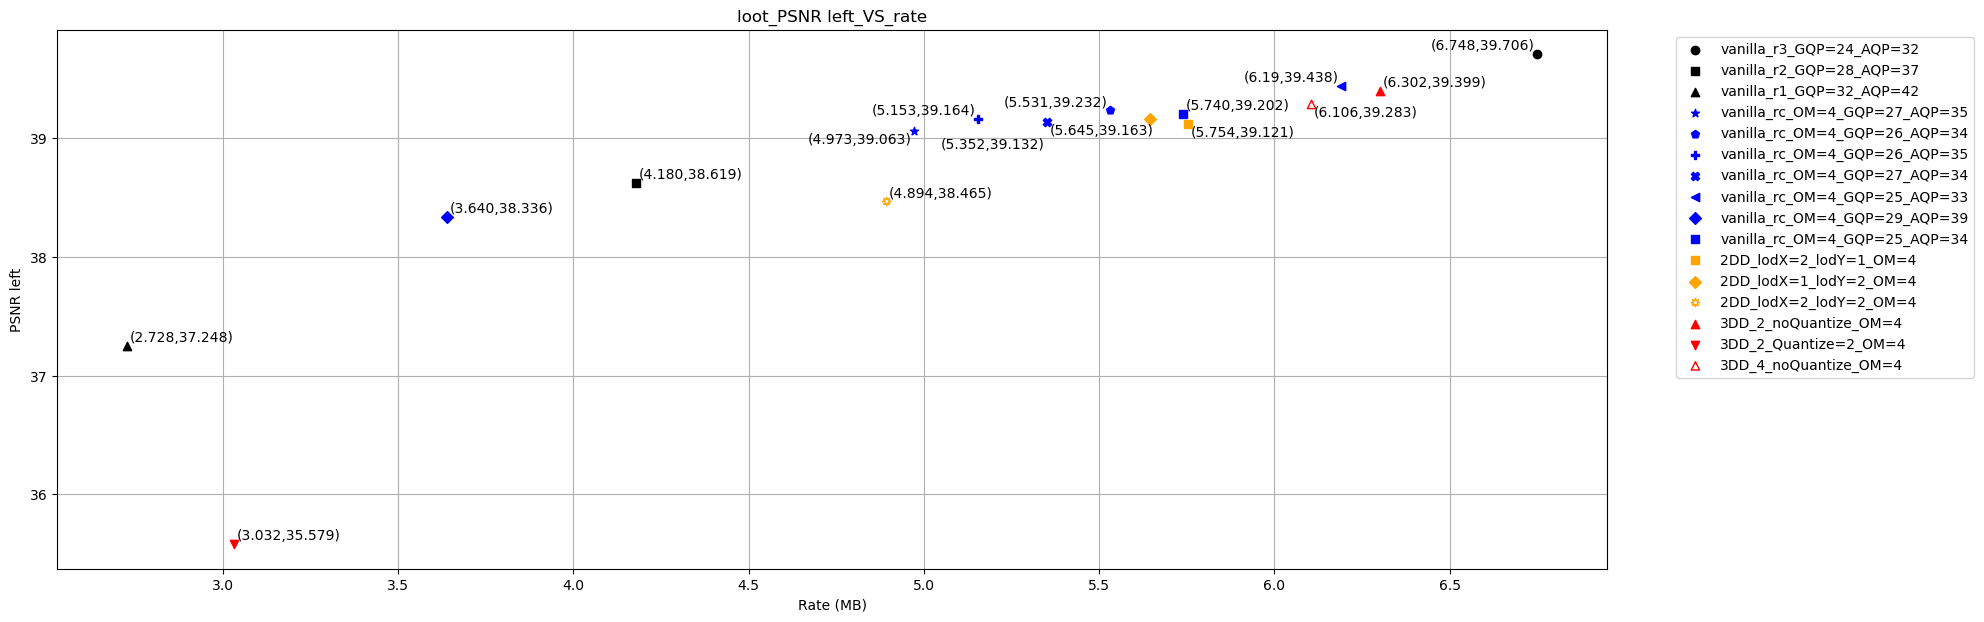 loot_PSNR left_VS_rate
(6.748,39.706)
(6.19,39.438)
(6.302,39.399)
(5.531,39.232)
(5.153,39.164)
(5.740,39.202)
(6.106,39.283)
(4.973,39.063)
(5.352,39.132)
(5.645,39.163)
(5.754,39.121)
(4.180,38.619)
(4.894,38.465)
(3.640,38.336)
(2.728,37.248)
(3.032,35.579)
PSNR left
39
38
37
36
3.0
3.5
4.0
4.5
5.0
5.5
6.0
6.5
Rate (MB)
vanilla_r3_GQP=24_AQP=32
vanilla_r2_GQP=28_AQP=37
vanilla_r1_GQP=32_AQP=42
vanilla_rc_OM=4_GQP=27_AQP=35
vanilla_rc_OM=4_GQP=26_AQP=34
vanilla_rc_OM=4_GQP=26_AQP=35
vanilla_rc_OM=4_GQP=27_AQP=34
vanilla_rc_OM=4_GQP=25_AQP=33
vanilla_rc_OM=4_GQP=29_AQP=39
vanilla_rc_OM=4_GQP=25_AQP=34
2DD_lodX=2_lodY=1_OM=4
2DD_lodX=1_lodY=2_OM=4
2DD_lodX=2_lodY=2_OM=4
3DD_2_noQuantize_OM=4
3DD_2_Quantize=2_OM=4
3DD_4_noQuantize_OM=4